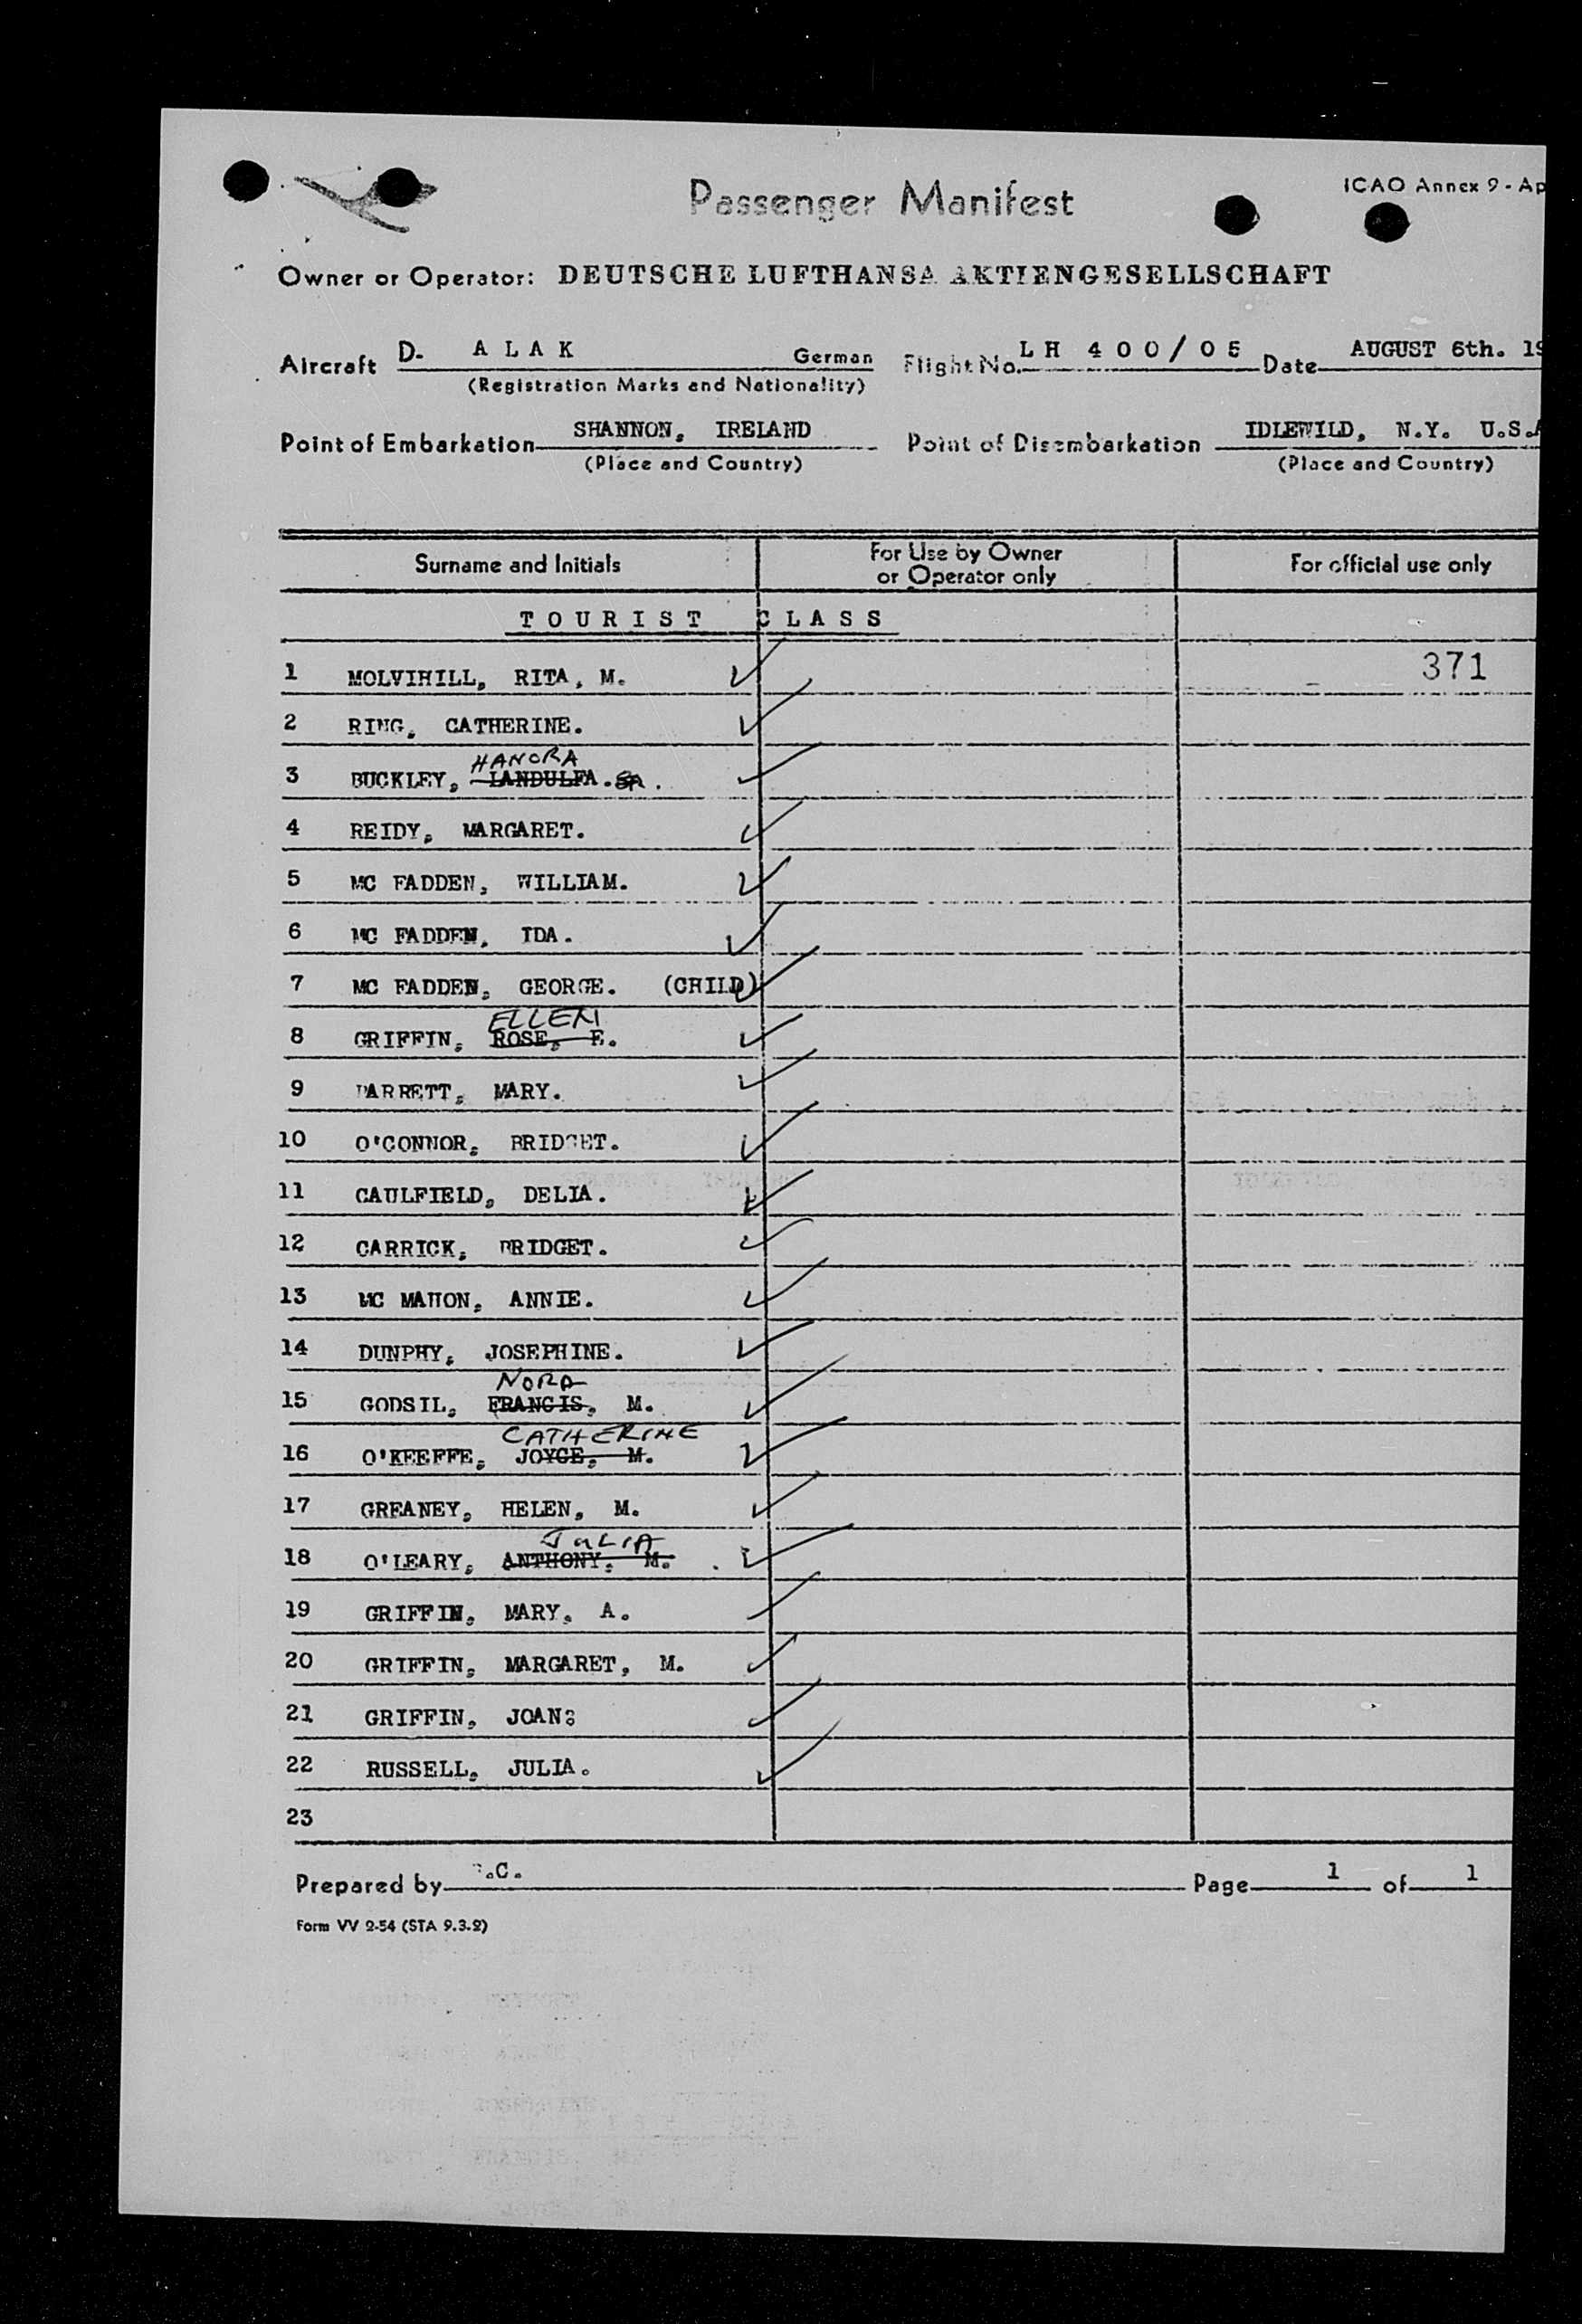 Passenger Manifest
ICAO Annex 9 - Ap
Owner or Operator: DEUTSCHE LUFTHANSA AKTIENGESELLSCHAFT
Aircraft D- A L A K German Flight No. L H 4 0 0 / 0 5 Date AUGUST 6th. 19
(Registration Marks and Nationality)
Point of Embarkation SHANNON, IRELAND Point of Disembarkation IDLEWILD, N.Y. U.S.A
(Place and Country) (Place and Country)
Surname and Initials For Use by Owner or Operator only For official use only
T O U R I S T C L A S S
1 MOLVIHILL, RITA, M. 371
2 RING, CATHERINE.
HANORA
3 BUCKLEY, LANDULFA. SR.
4 REIDY, MARGARET.
5 MC FADDEN, WILLIAM.
6 MC FADDEN, IDA.
7 MC FADDEN, GEORGE. (CHILD)
ELLEN
8 GRIFFIN, ROSE, E.
9 ARRETT, MARY.
10 O'CONNOR, BRIDGET.
11 CAULFIELD, DELIA.
12 CARRICK, BRIDGET.
13 MC MAHON, ANNIE.
14 DUNPHY, JOSEPHINE.
NORA
15 GODSIL, FRANCIS, M.
CATHERINE
16 O'KEEFFE, JOYCE, M.
17 GREANEY, HELEN, M.
JULIA
18 O'LEARY, ANTHONY, M.
19 GRIFFIN, MARY, A.
20 GRIFFIN, MARGARET, M.
21 GRIFFIN, JOAN:
22 RUSSELL, JULIA.
23
Prepared by .C. Page 1 of 1
Form VV 2-54 (STA 9.3.2)